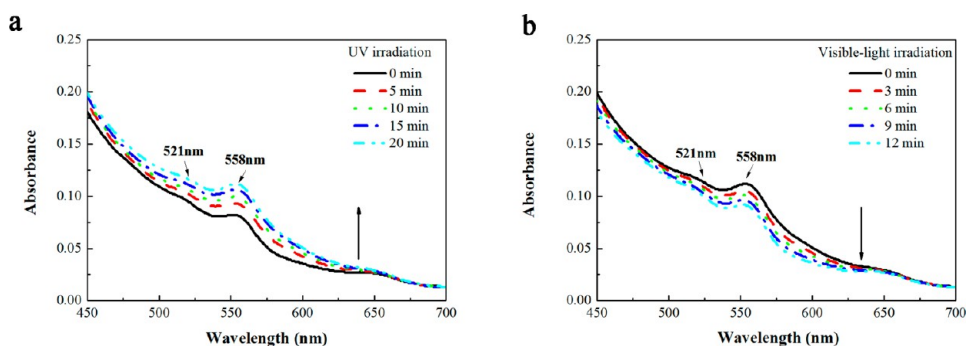 a
0.25
0.20
0.15
0.10
0.05
0.00
Absorbance
UV irradiation
0 min
5 min
10 min
15 min
20 min
521nm
558nm
450
500
550
600
650
700
Wavelength (nm)
b
0.25
0.20
0.15
0.10
0.05
0.00
Absorbance
Visible-light irradiation
0 min
3 min
6 min
9 min
12 min
521nm
558nm
450
500
550
600
650
700
Wavelength (nm)